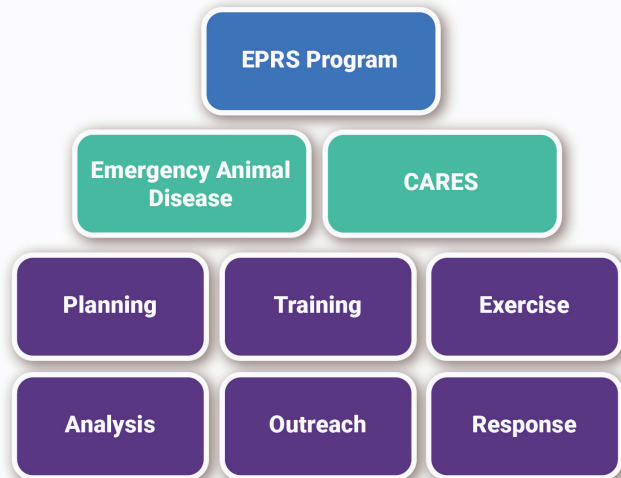 EPRS Program
Emergency Animal
Disease
CARES
Planning
Training
Exercise
Analysis
Outreach
Response